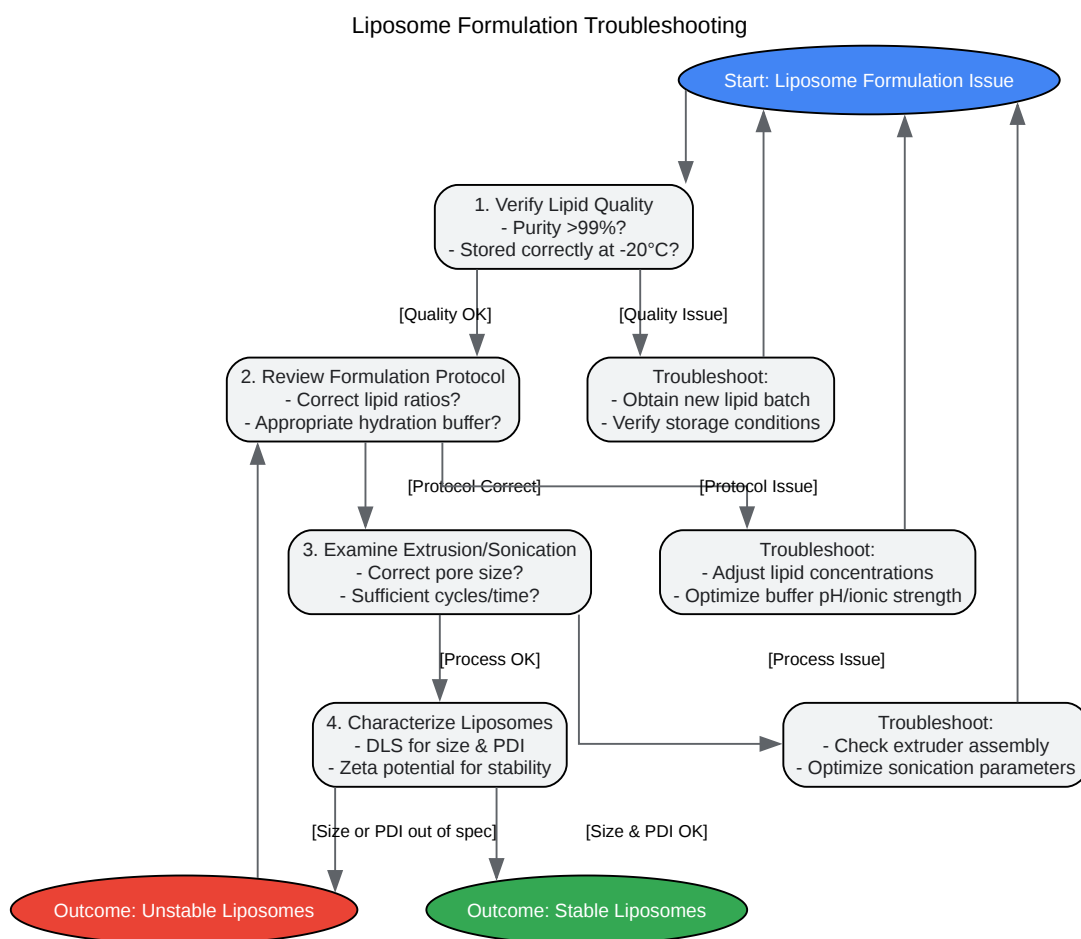 Liposome Formulation Troubleshooting
Start: Liposome Formulation Issue
1. Verify Lipid Quality
- Purity >99%?
- Stored correctly at -20°C?
[Quality OK]
[Quality Issue]
2. Review Formulation Protocol
- Correct lipid ratios?
- Appropriate hydration buffer?
Troubleshoot:
- Obtain new lipid batch
- Verify storage conditions
[Protocol Correct]
[Protocol Issue]
3. Examine Extrusion/Sonication
- Correct pore size?
- Sufficient cycles/time?
Troubleshoot:
- Adjust lipid concentrations
- Optimize buffer pH/ionic strength
[Process OK]
[Process Issue]
4. Characterize Liposomes
- DLS for size & PDI
- Zeta potential for stability
Troubleshoot:
- Check extruder assembly
- Optimize sonication parameters
[Size or PDI out of spec]
[Size & PDI OK]
Outcome: Unstable Liposomes
Outcome: Stable Liposomes